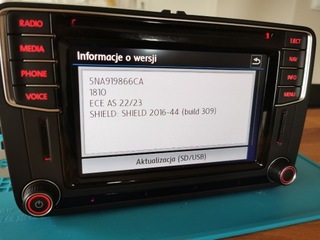 RADIO
MEDIA
PHONE
VOICE
Informacje o wersji
5NA919866CA
1810
ECE AS 22/23
SHIELD: SHIELD 2016-44 (build 309)
Aktualizacja (SD/USB)
EJECT
NAV
INFO
MENU